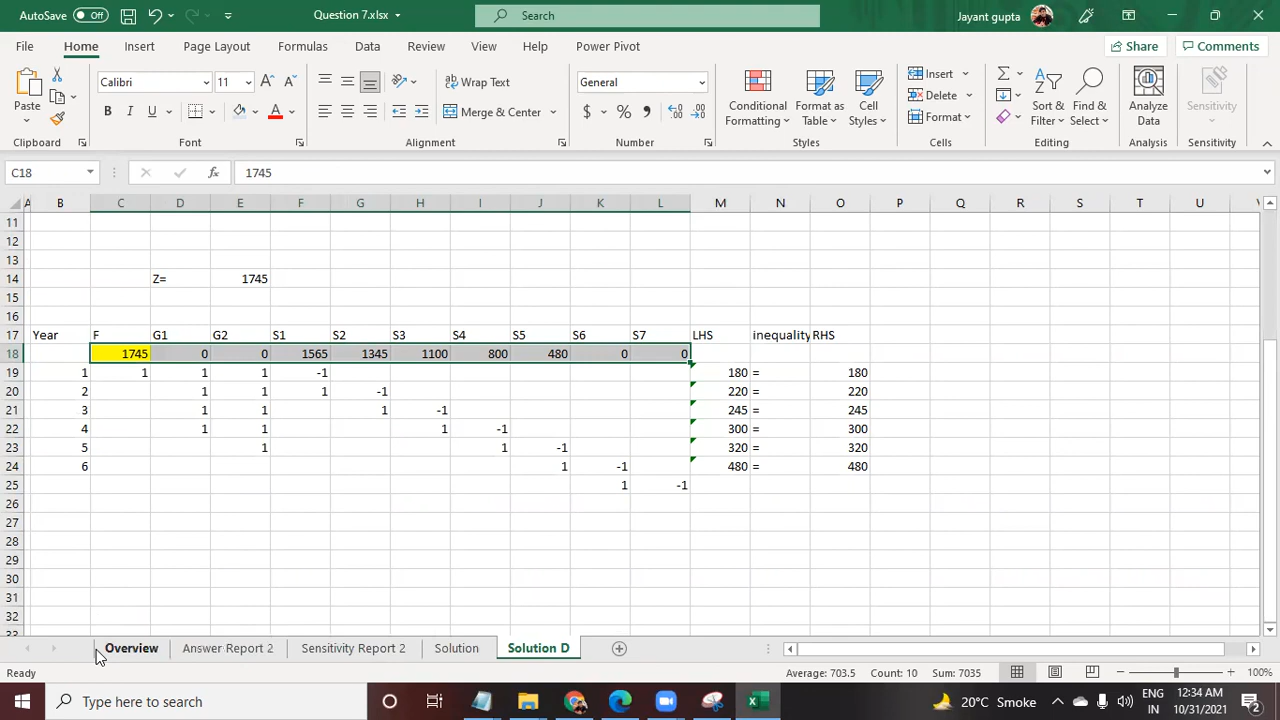 AutoSave Off Question 7.xlsx Search Jayant gupta
File Home Insert Page Layout Formulas Data Review View Help Power Pivot Share Comments
Paste Calibri 11 Wrap Text General Conditional Formatting Format as Table Cell Styles Insert Sort & Filter Find & Select Analyze Data Sensitivity
B I U A Merge & Center $ % Delete
Format
Clipboard Font Alignment Number Styles Cells Editing Analysis Sensitivity
C18 fx 1745
A B C D E F G H I J K L M N O P Q R S T U
11
12
13
14 Z= 1745
15
16
17 Year F G1 G2 S1 S2 S3 S4 S5 S6 S7 LHS inequality RHS
18 1745 0 0 1565 1345 1100 800 480 0 0
19 1 1 1 1 -1 180 = 180
20 2 1 1 1 -1 220 = 220
21 3 1 1 1 -1 245 = 245
22 4 1 1 1 -1 300 = 300
23 5 1 1 -1 320 = 320
24 6 1 -1 480 = 480
25 1 -1
26
27
28
29
30
31
32
33
Overview Answer Report 2 Sensitivity Report 2 Solution Solution D
Ready Average: 703.5 Count: 10 Sum: 7035 100%
Type here to search 20°C Smoke ENG IN 12:34 AM 10/31/2021 2